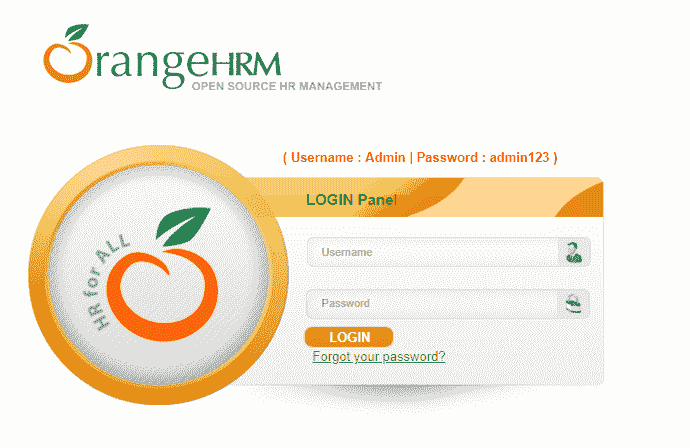 OrangeHRM
OPEN SOURCE HR MANAGEMENT
( Username : Admin | Password : admin123 )
LOGIN Panel
HR for ALL
Username
Password
LOGIN
Forgot your password?